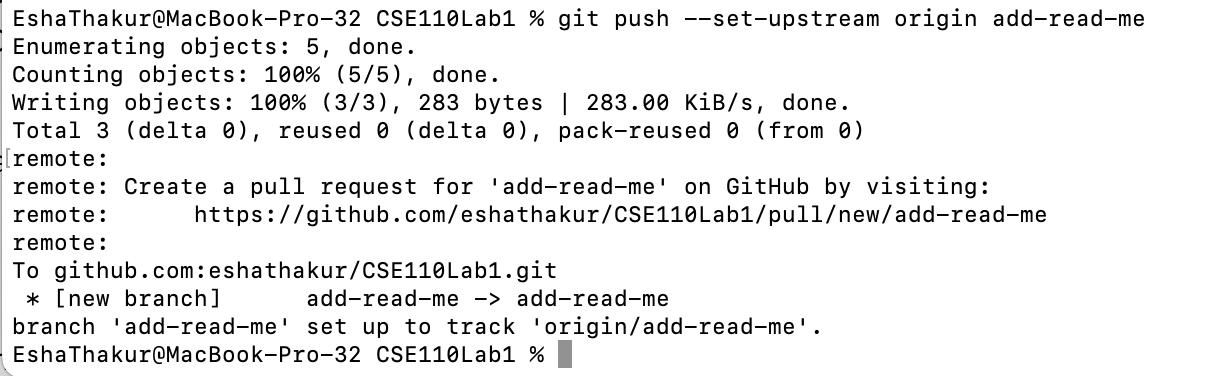 EshaThakur@MacBook-Pro-32 CSE110Lab1 % git push --set-upstream origin add-read-me
Enumerating objects: 5, done.
Counting objects: 100% (5/5), done.
Writing objects: 100% (3/3), 283 bytes | 283.00 KiB/s, done.
Total 3 (delta 0), reused 0 (delta 0), pack-reused 0 (from 0)
remote:
remote: Create a pull request for 'add-read-me' on GitHub by visiting:
remote:      https://github.com/eshathakur/CSE110Lab1/pull/new/add-read-me
remote:
To github.com:eshathakur/CSE110Lab1.git
 * [new branch]      add-read-me -> add-read-me
branch 'add-read-me' set up to track 'origin/add-read-me'.
EshaThakur@MacBook-Pro-32 CSE110Lab1 %